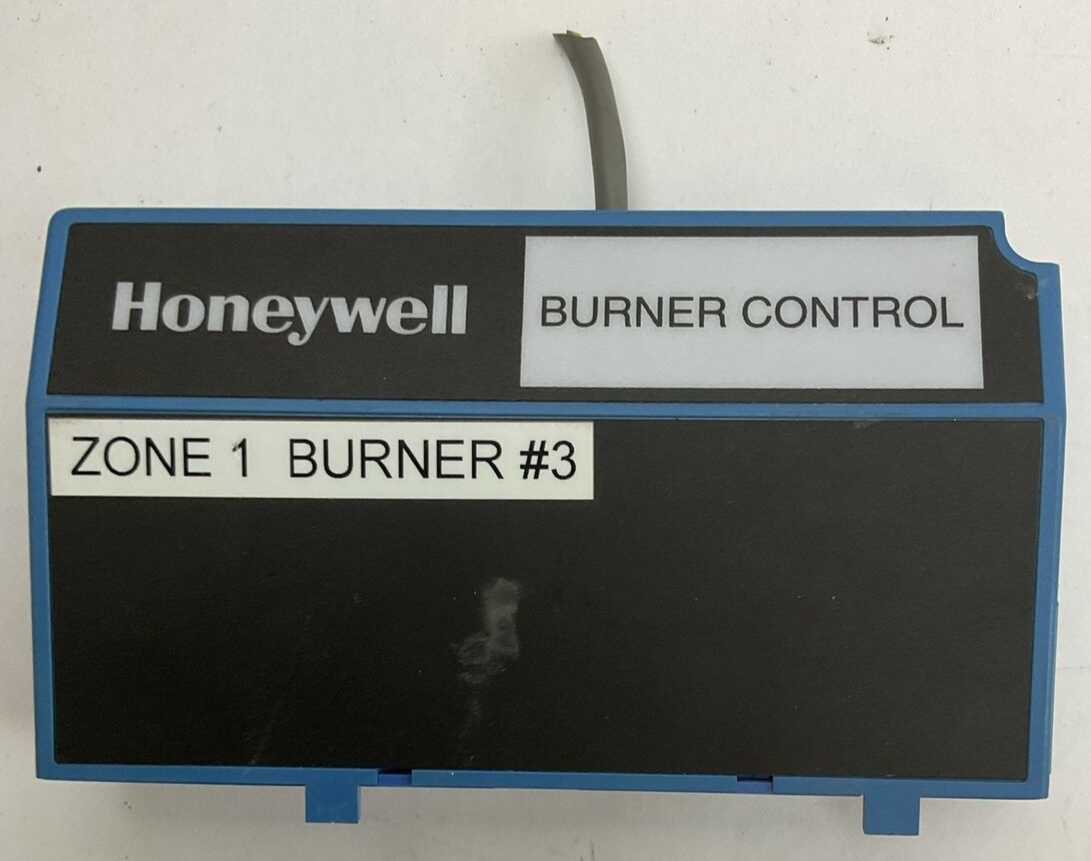 Honeywell
BURNER CONTROL
ZONE 1 BURNER #3